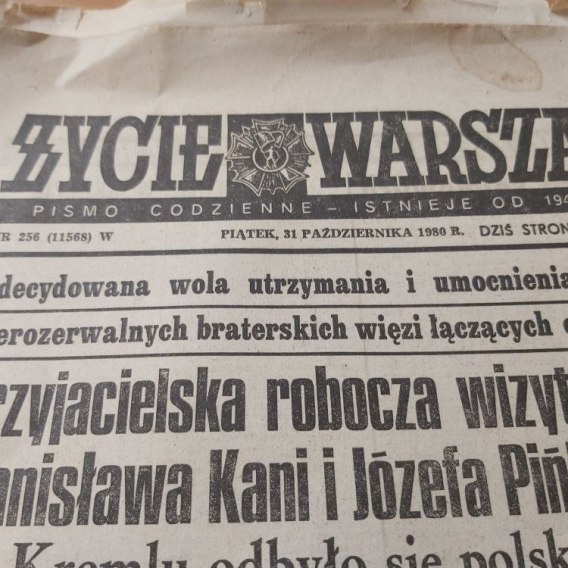 ŻYCIE WARSZ
PISMO CODZIENNE – ISTNIEJE OD 194
R 256 (11568) W PIĄTEK, 31 PAŹDZIERNIKA 1980 R. DZIŚ STRON
decydowana wola utrzymania i umocnienia
erozerwalnych braterskich więzi łączących
rzyjacielska robocza wizyt
anisława Kani i Józefa Piń
Kremlu odbyło się polsk